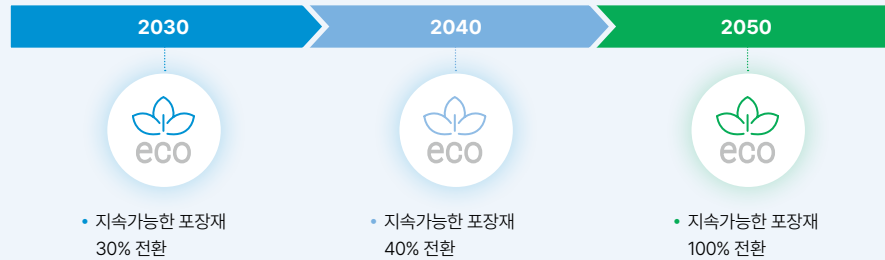 2030
2040
2050
eco
eco
eco
• 지속가능한 포장재
30% 전환
• 지속가능한 포장재
40% 전환
• 지속가능한 포장재
100% 전환